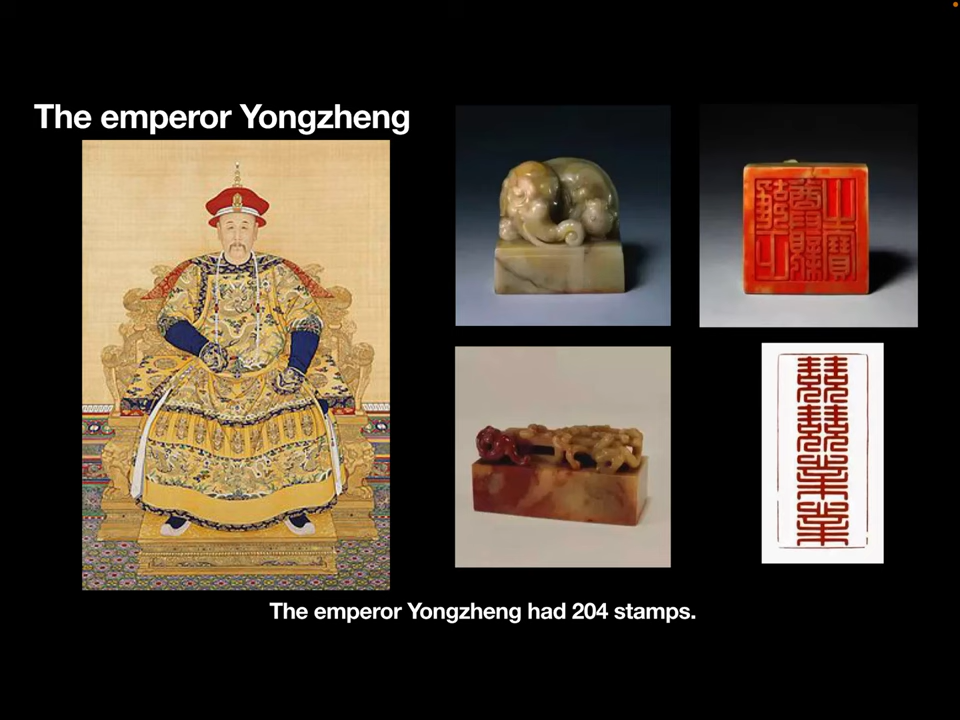 The emperor Yongzheng
The emperor Yongzheng had 204 stamps.